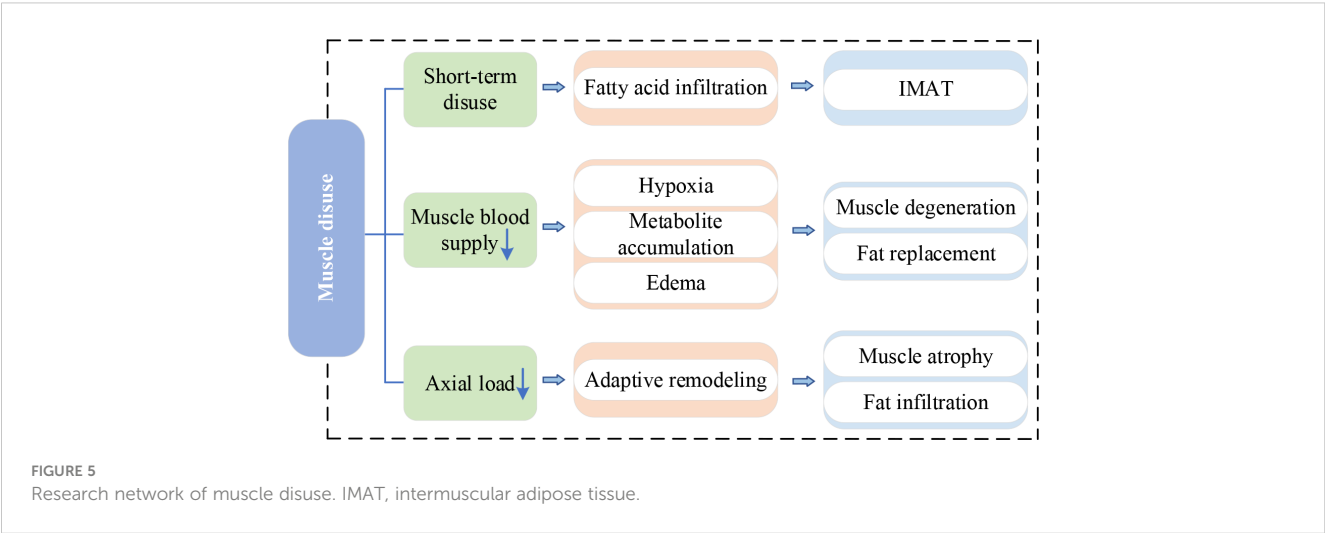 Muscle disuse
Short-term
disuse
Fatty acid infiltration
IMAT
Muscle blood
supply
Hypoxia
Metabolite
accumulation
Edema
Muscle degeneration
Fat replacement
Axial load
Adaptive remodeling
Muscle atrophy
Fat infiltration
FIGURE 5
Research network of muscle disuse. IMAT, intermuscular adipose tissue.